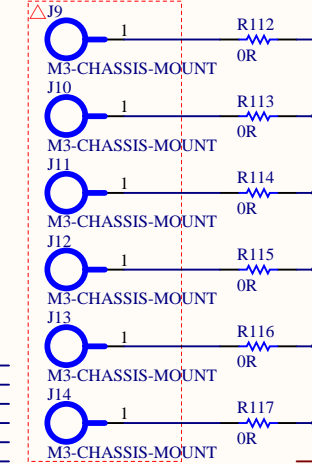 J9
1
R112
M3-CHASSIS-MOUNT
0R
J10
1
R113
M3-CHASSIS-MOUNT
0R
J11
1
R114
M3-CHASSIS-MOUNT
0R
J12
1
R115
M3-CHASSIS-MOUNT
0R
J13
1
R116
M3-CHASSIS-MOUNT
0R
J14
1
R117
M3-CHASSIS-MOUNT
0R